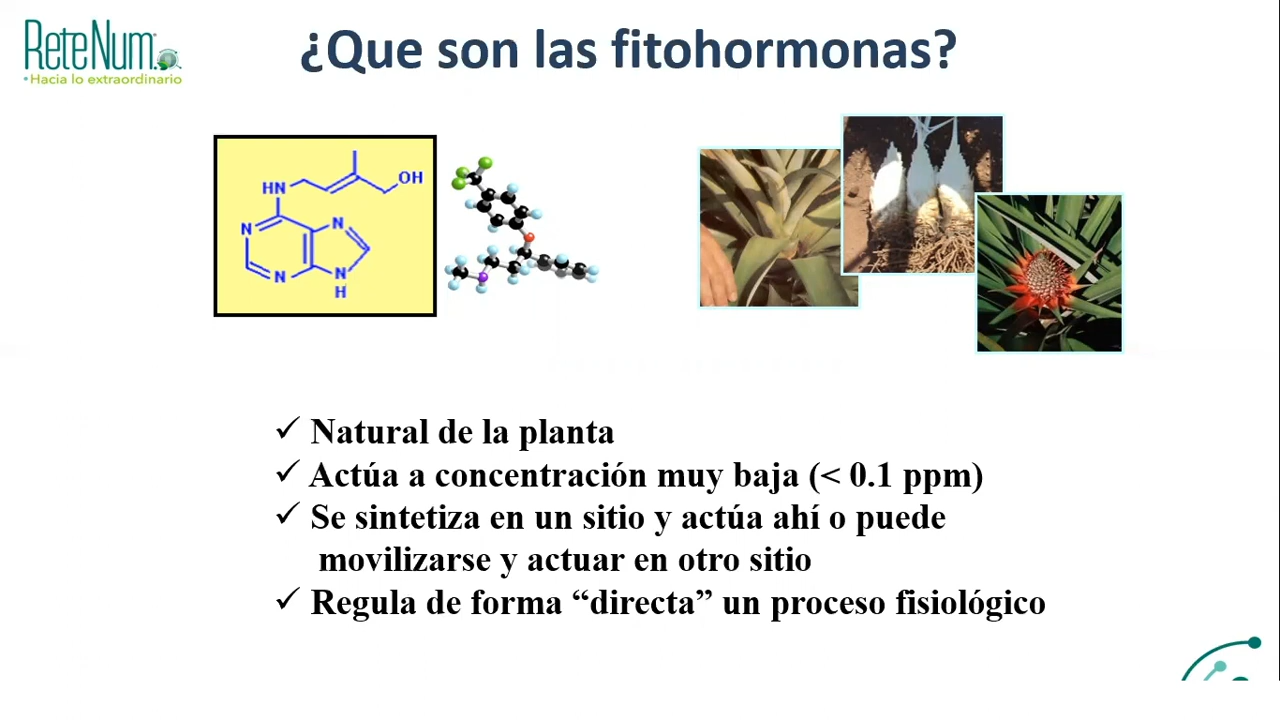 ReteNum
Hacia lo extraordinario
¿Que son las fitohormonas?
HN
OH
N
N
N
N
H
✓ Natural de la planta
✓ Actúa a concentración muy baja (< 0.1 ppm)
✓ Se sintetiza en un sitio y actúa ahí o puede
movilizarse y actuar en otro sitio
✓ Regula de forma “directa” un proceso fisiológico